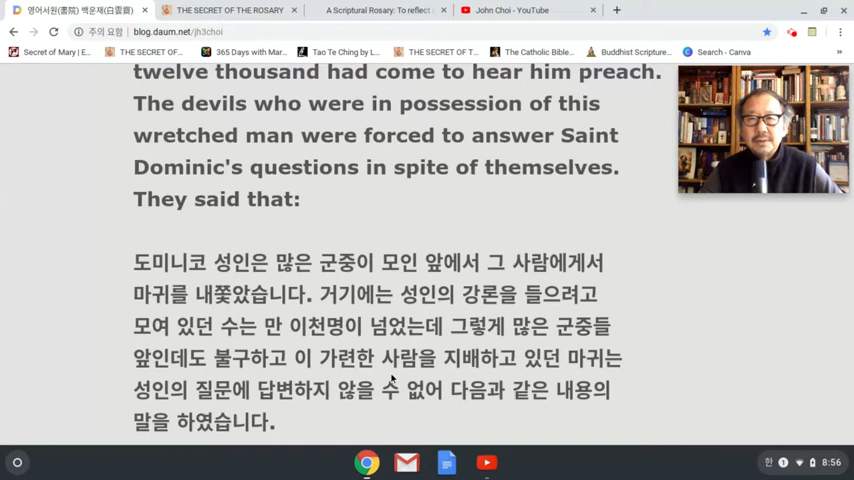 영어서원(書院) 백운재(白雲齋)
THE SECRET OF THE ROSARY
A Scriptural Rosary: To reflect
John Choi - YouTube
주의 요함
blog.daum.net/jh3choi
Secret of Mary | E...
THE SECRET OF...
365 Days with Mar...
Tao Te Ching by L...
THE SECRET OF T...
The Catholic Bible...
Buddhist Scripture...
Search - Canva
twelve thousand had come to hear him preach.
The devils who were in possession of this
wretched man were forced to answer Saint
Dominic's questions in spite of themselves.
They said that:
도미니코 성인은 많은 군중이 모인 앞에서 그 사람에게서
마귀를 내쫓았습니다. 거기에는 성인의 강론을 들으려고
모여 있던 수는 만 이천명이 넘었는데 그렇게 많은 군중들
앞인데도 불구하고 이 가련한 사람을 지배하고 있던 마귀는
성인의 질문에 답변하지 않을 수 없어 다음과 같은 내용의
말을 하였습니다.
한
8:56